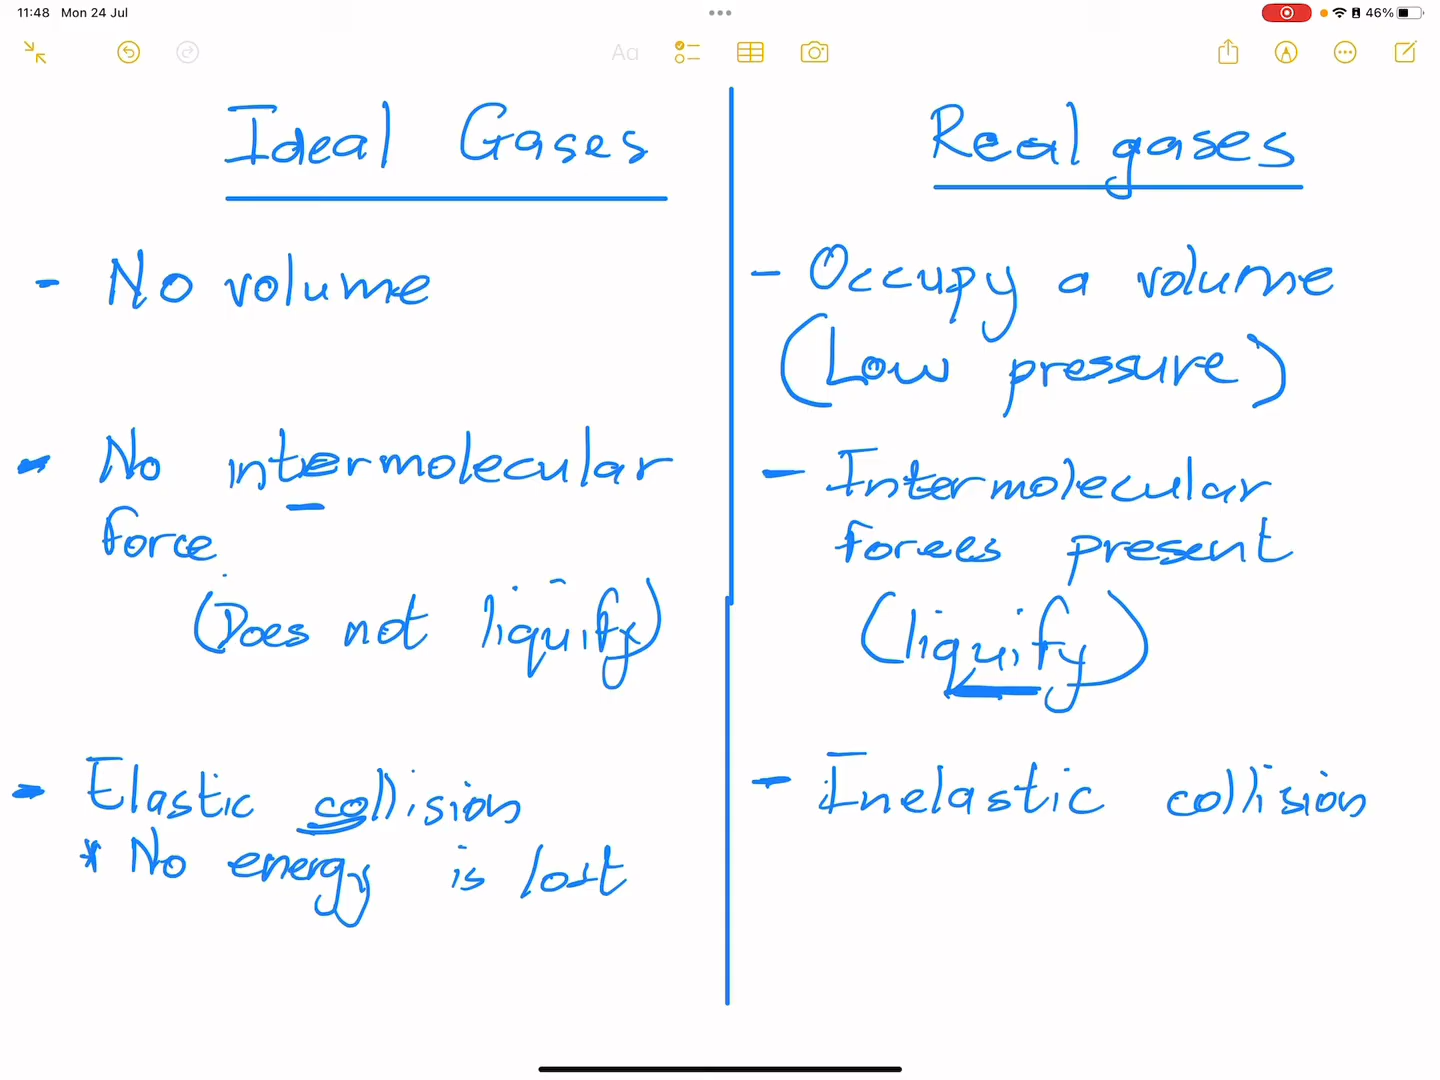 11:48 Mon 24 Jul
46%
Aa
Ideal Gases
- No volume
- No intermolecular
force
(Does not liquify)
- Elastic collision
* No energy is lost
Real gases
- Occupy a volume
(Low pressure)
- Intermolecular
forees present
(liquify)
- Inelastic collision